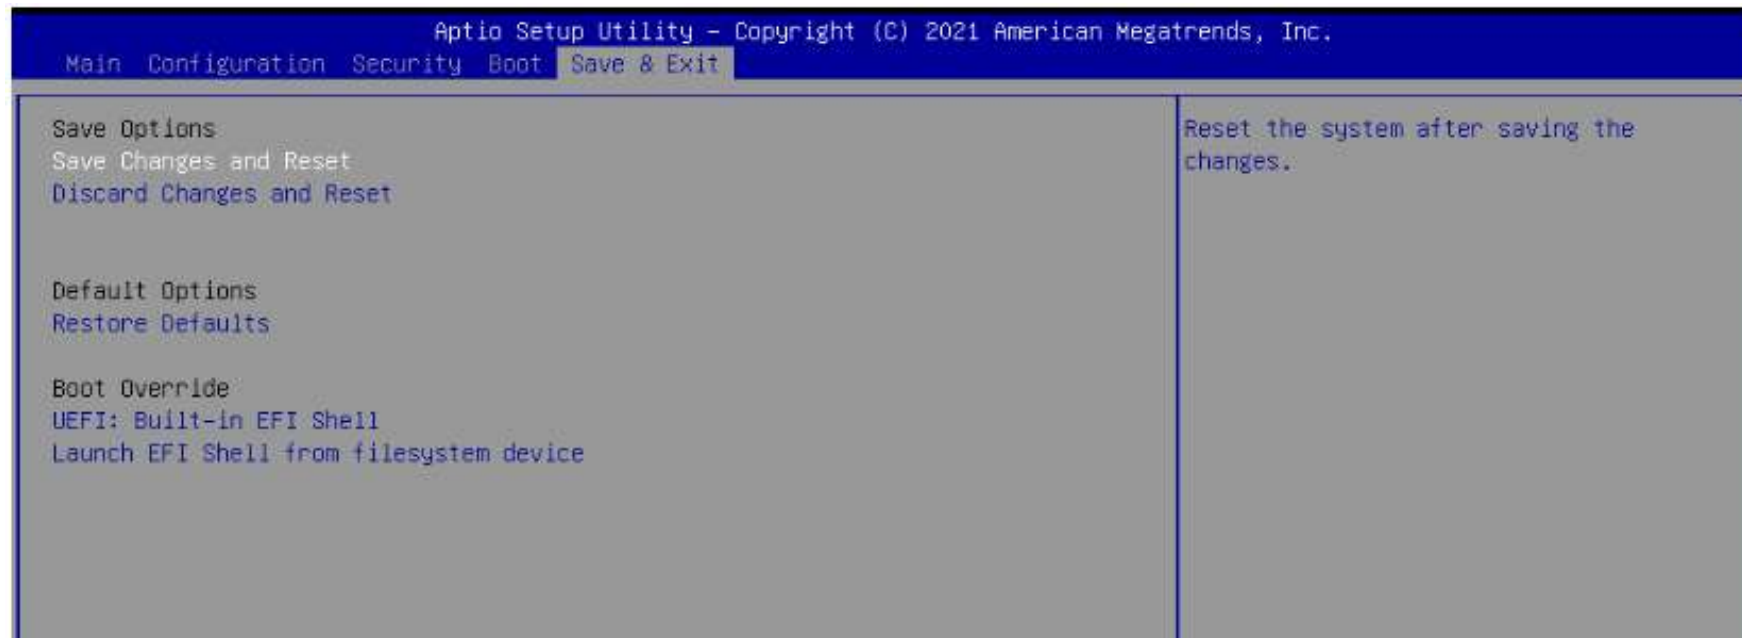 Aptio Setup Utility – Copyright (C) 2021 American Megatrends, Inc.
Main Configuration Security Boot Save & Exit
Save Options
Save Changes and Reset
Discard Changes and Reset
Default Options
Restore Defaults
Boot Override
UEFI: Built-in EFI Shell
Launch EFI Shell from filesystem device
Reset the system after saving the
changes.